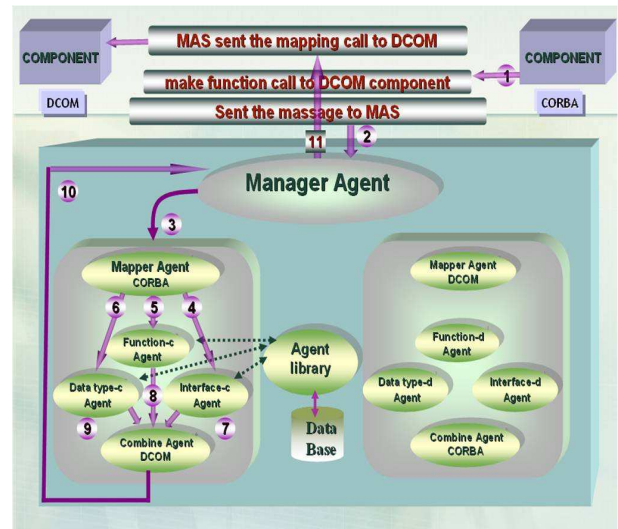 MAS sent the mapping call to DCOM
COMPONENT
COMPONENT
make function call to DCOM component
1
DCOM
CORBA
Sent the massage to MAS
2
11
Manager Agent
10
3
Mapper Agent
CORBA
Mapper Agent
DCOM
6
5
4
Function-c
Agent
Agent
library
Function-d
Agent
Data type-c
Agent
8
Interface-c
Agent
Data type-d
Agent
Interface-d
Agent
9
7
Combine Agent
DCOM
Data
Base
Combine Agent
CORBA